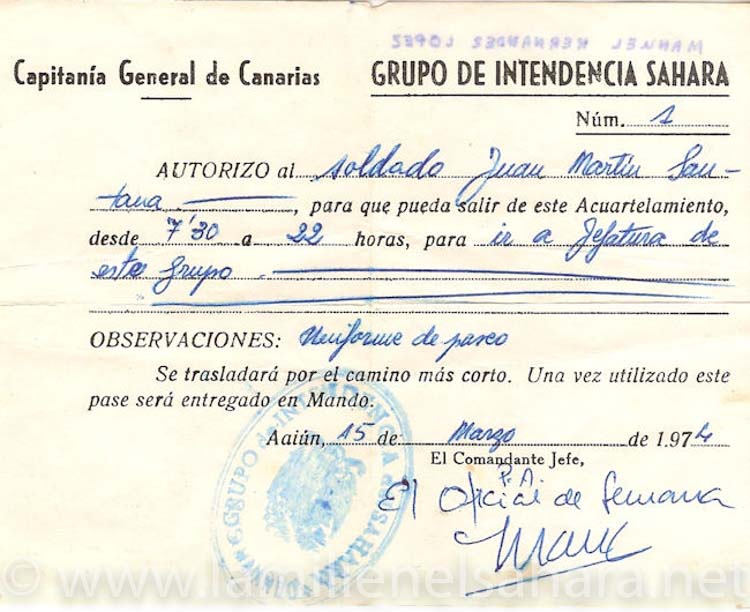 MANUEL HERNANDEZ LOPEZ
Capitanía General de Canarias
GRUPO DE INTENDENCIA SAHARA
Núm. 1
AUTORIZO al soldado Juan Martín San-
tana, para que pueda salir de este Acuartelamiento,
desde 7'30 a 22 horas, para ir a Jefatura de
este Grupo
OBSERVACIONES: Uniforme de paseo
Se trasladará por el camino más corto. Una vez utilizado este
pase será entregado en Mando.
Aaiún, 15 de Marzo de 1.974
El Comandante Jefe,
P.A.
El Oficial de Semana
GRUPO de INTENDENCIA SAHARA MANDO
© www.lamilienelsahara.net